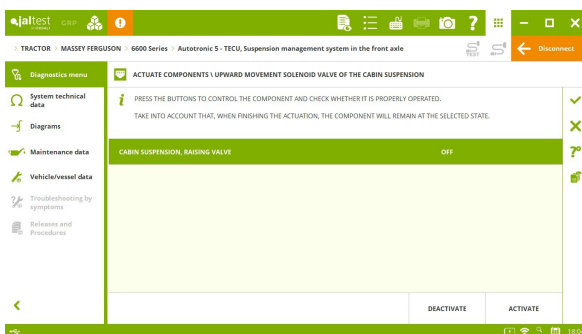 jaltest GRP
> TRACTOR > MASSEY FERGUSON > 6600 Series > Autotronic 5 - TECU, Suspension management system in the front axle
TEST
Disconnect
Diagnostics menu
ACTUATE COMPONENTS \ UPWARD MOVEMENT SOLENOID VALVE OF THE CABIN SUSPENSION
System technical
data
PRESS THE BUTTONS TO CONTROL THE COMPONENT AND CHECK WHETHER IT IS PROPERLY OPERATED.
TAKE INTO ACCOUNT THAT, WHEN FINISHING THE ACTUATION, THE COMPONENT WILL REMAIN AT THE SELECTED STATE.
Diagrams
Maintenance data
CABIN SUSPENSION, RAISING VALVE OFF
Vehicle/vessel data
Troubleshooting by
symptoms
Releases and
Procedures
DEACTIVATE ACTIVATE